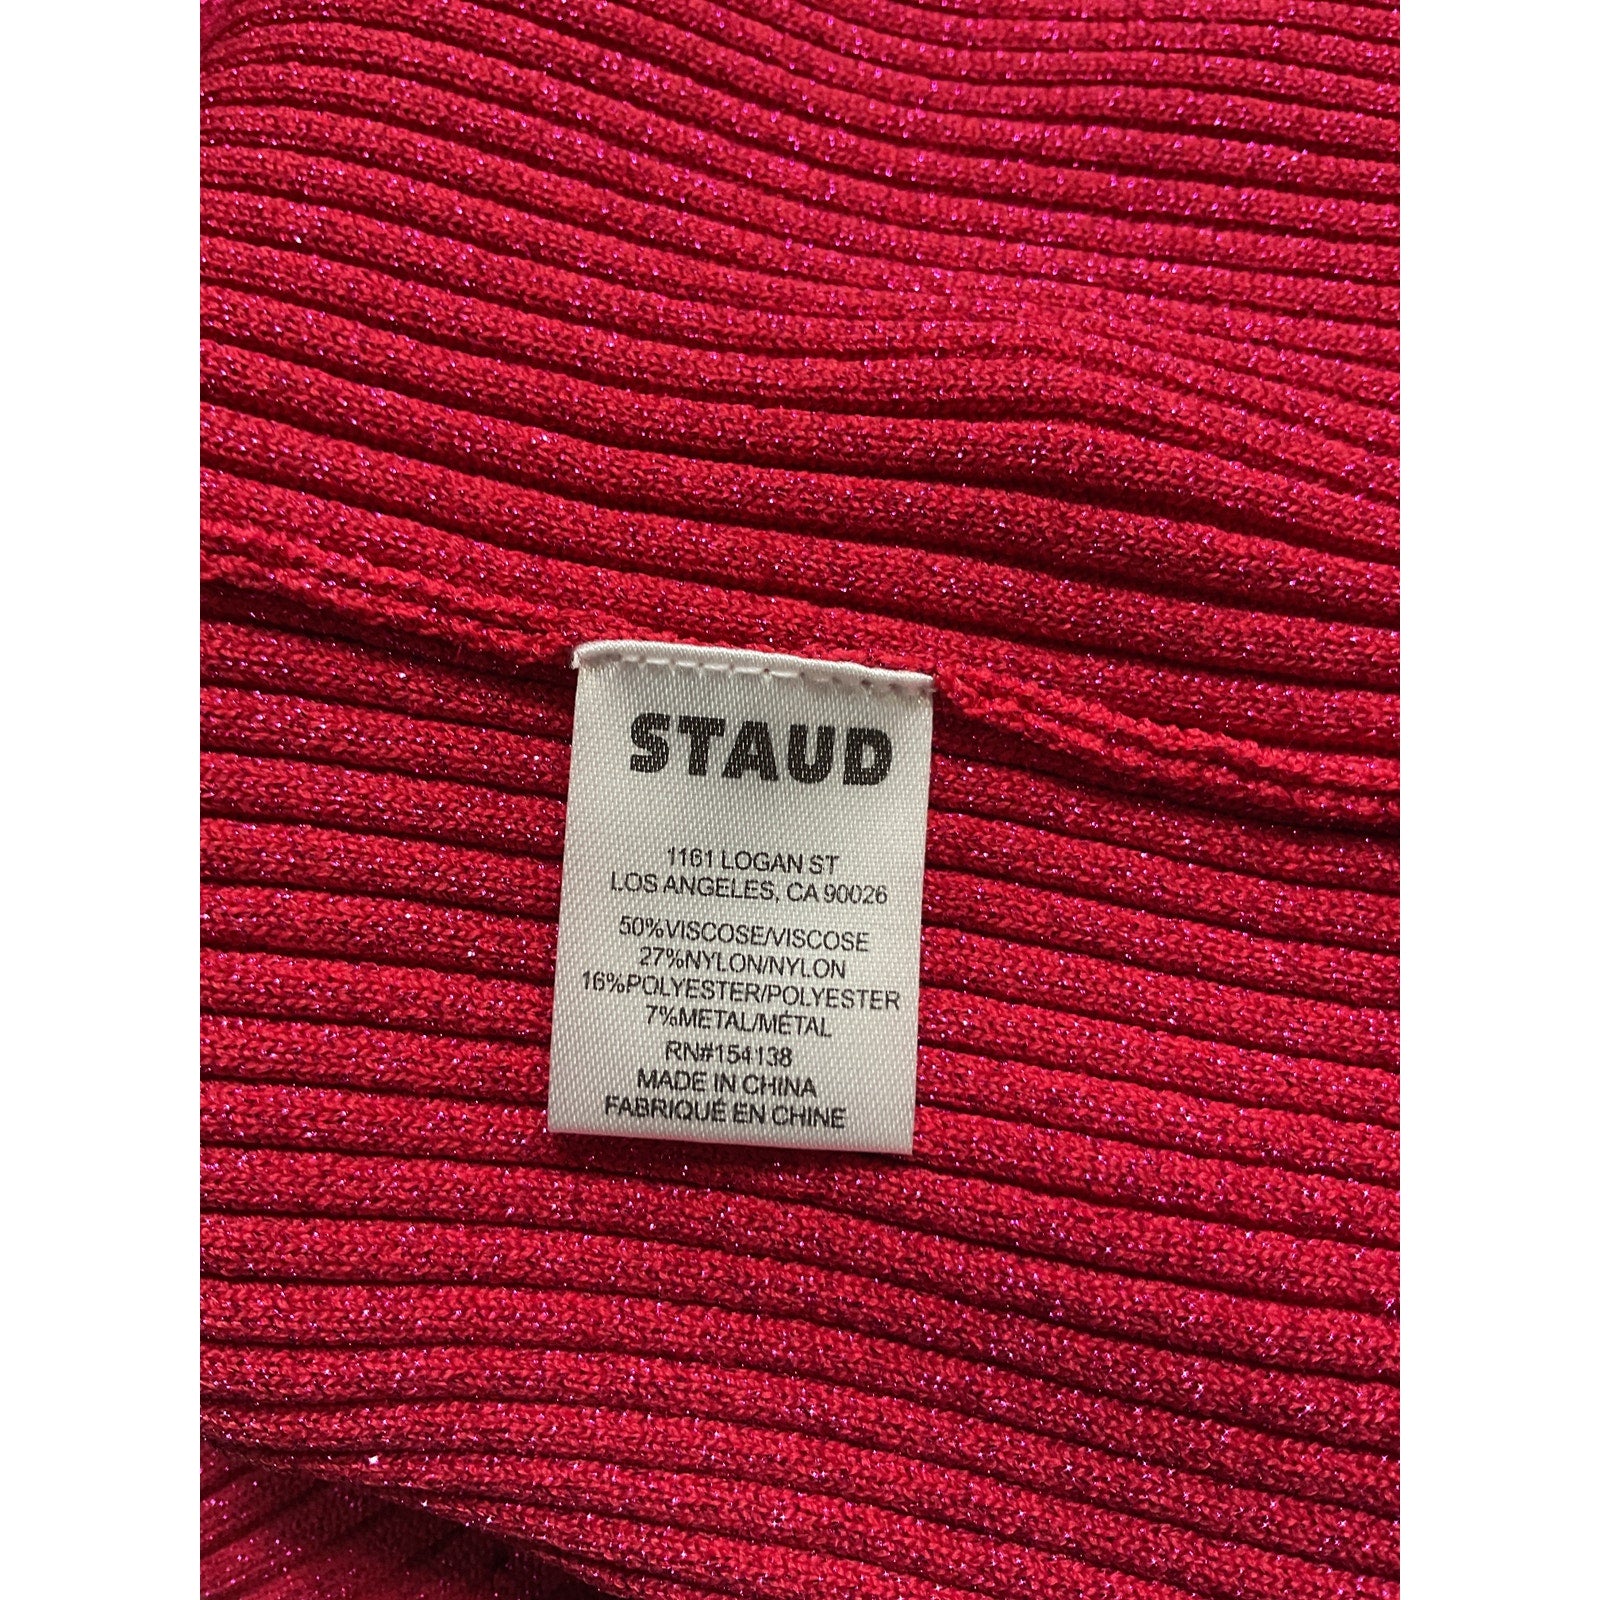 STAUD
1161 LOGAN ST
LOS ANGELES, CA 90026
50%VISCOSE/VISCOSE
27%NYLON/NYLON
16%POLYESTER/POLYESTER
7%METAL/MÉTAL
RN#154138
MADE IN CHINA
FABRIQUÉ EN CHINE